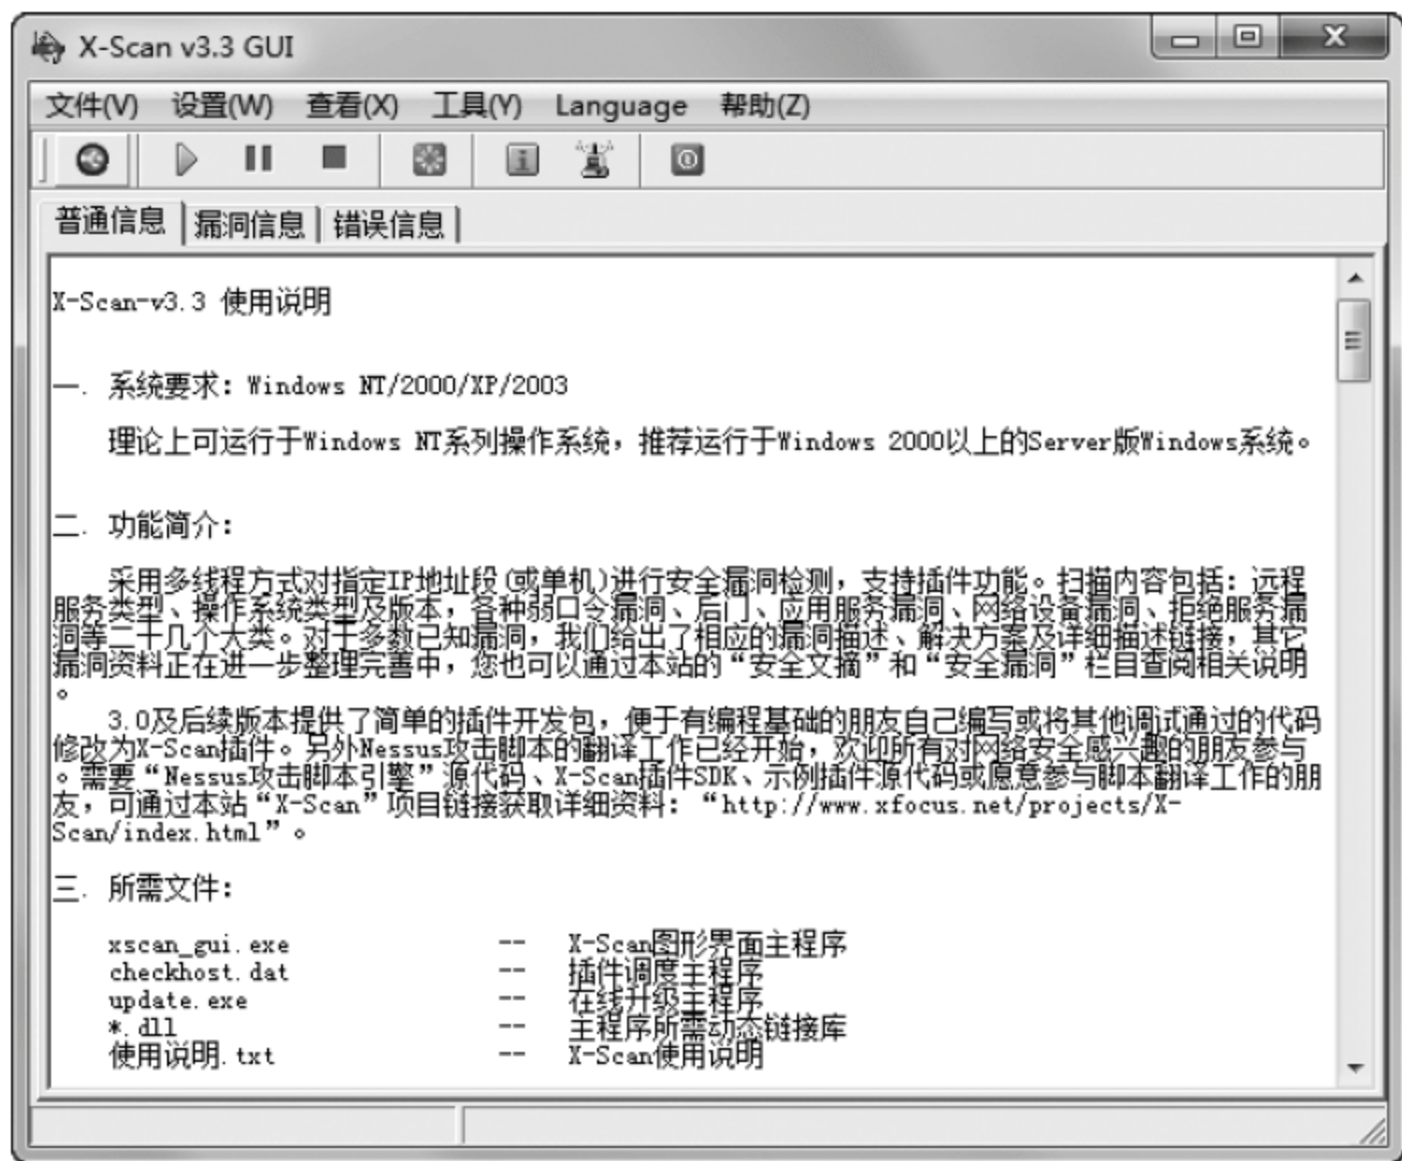 X-Scan v3.3 GUI
文件(V) 设置(W) 查看(X) 工具(Y) Language 帮助(Z)
普通信息 漏洞信息 错误信息
X-Scan-v3.3 使用说明
一. 系统要求：Windows NT/2000/XP/2003
理论上可运行于Windows NT系列操作系统，推荐运行于Windows 2000以上的Server版Windows系统。
二. 功能简介：
采用多线程方式对指定IP地址段(或单机)进行安全漏洞检测，支持插件功能。扫描内容包括：远程
服务类型、操作系统类型及版本，各种弱口令漏洞、后门、应用服务漏洞、网络设备漏洞、拒绝服务漏
洞等二十几个大类。对于多数已知漏洞，我们给出了相应的漏洞描述、解决方案及详细描述链接，其它
漏洞资料正在进一步整理完善中，您也可以通过本站的“安全文摘”和“安全漏洞”栏目查阅相关说明
。
3.0及后续版本提供了简单的插件开发包，便于有编程基础的朋友自己编写或将其他调试通过的代码
修改为X-Scan插件。另外Nessus攻击脚本的翻译工作已经开始，欢迎所有对网络安全感兴趣的朋友参与
。需要“Nessus攻击脚本引擎”源代码、X-Scan插件SDK、示例插件源代码或愿意参与脚本翻译工作的朋
友，可通过本站“X-Scan”项目链接获取详细资料：“http://www.xfocus.net/projects/X-
Scan/index.html”。
三. 所需文件：
xscan_gui.exe -- X-Scan图形界面主程序
checkhost.dat -- 插件调度主程序
update.exe -- 在线升级主程序
*.dll -- 主程序所需动态链接库
使用说明.txt -- X-Scan使用说明